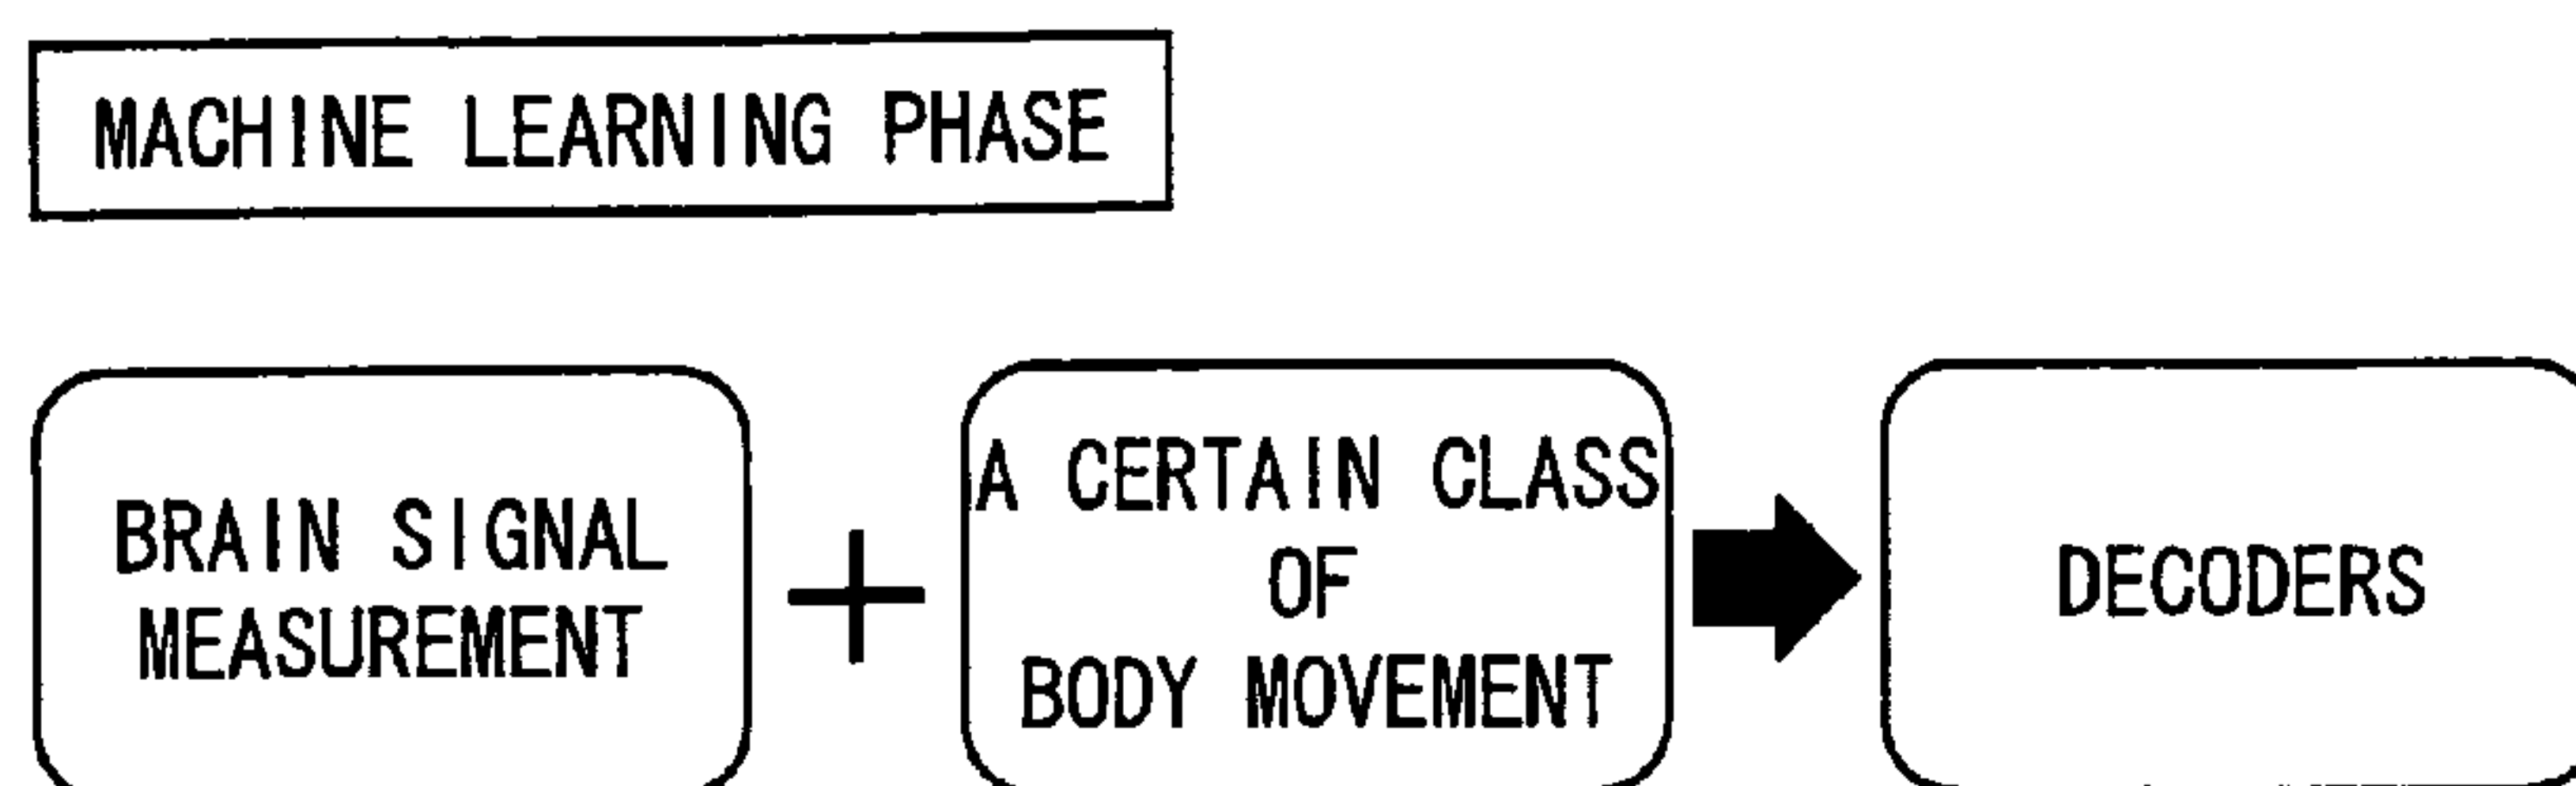 MACHINE LEARNING PHASE
BRAIN SIGNAL
MEASUREMENT
+
A CERTAIN CLASS
OF
BODY MOVEMENT
DECODERS